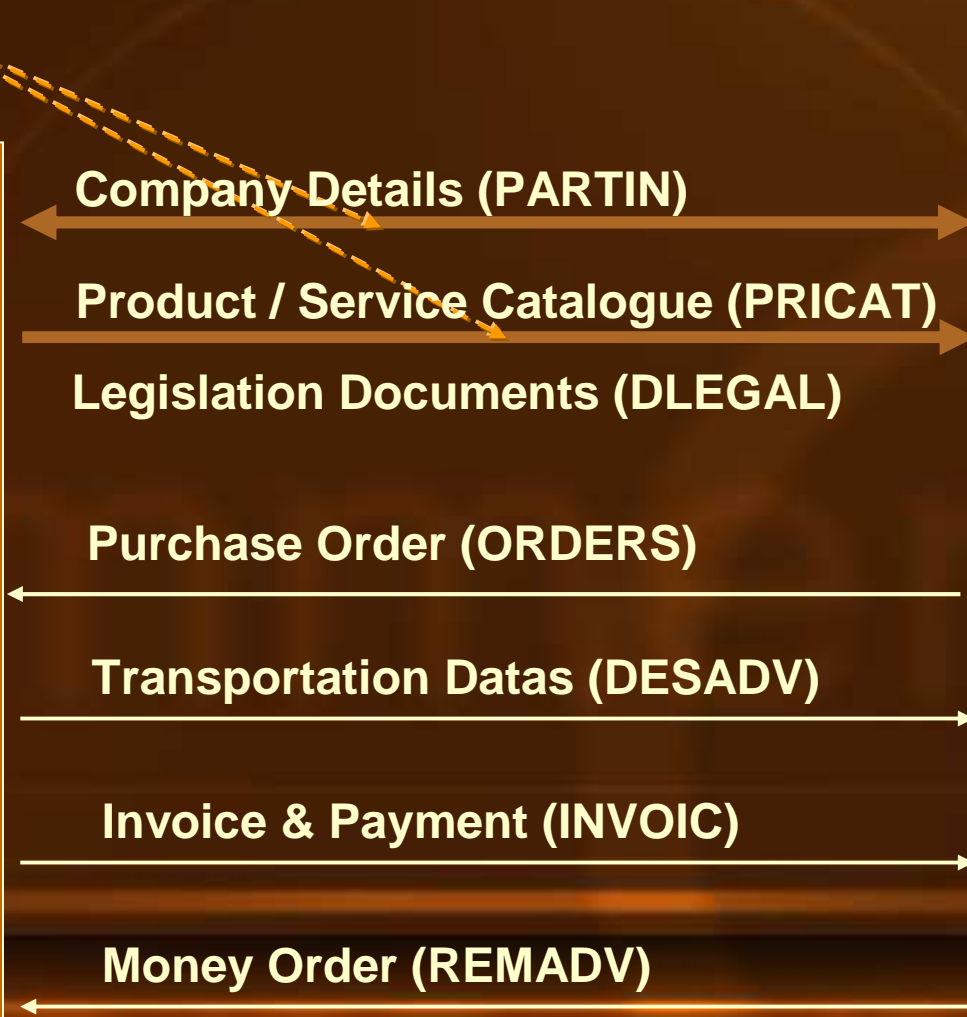 Company Details (PARTIN)
Product / Service Catalogue (PRICAT)
Legislation Documents (DLEGAL)
Purchase Order (ORDERS)
Transportation Datas (DESADV)
Invoice & Payment (INVOIC)
Money Order (REMADV)